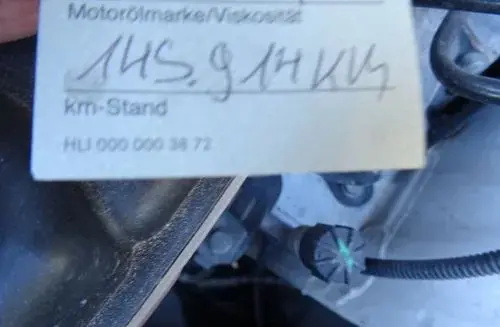 Motorölmarke/Viskosität
145.914 KM
km-Stand
HLI 000 000 38 72